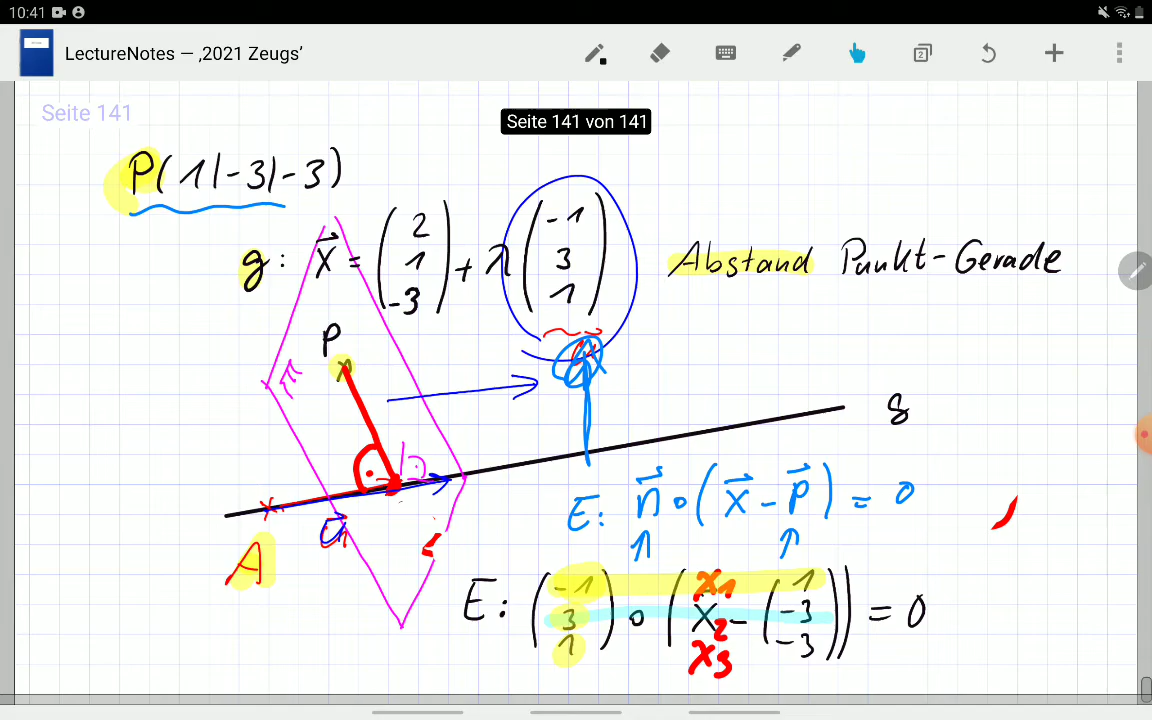 10:41
LectureNotes — ‚2021 Zeugs’
2
Seite 141
Seite 141 von 141
P(1|-3|-3)
g: X⃗ = (2 1 -3) + λ (-1 3 1) Abstand Punkt-Gerade
P
g
A
E: n⃗ ∘ (X⃗ - P⃗) = 0
E: (-1 3 1) ∘ (X - (1 -3 -3)) = 0
x₁
x₂
x₃